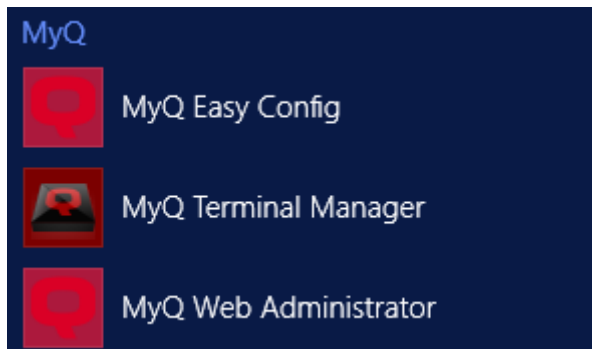 MyQ
MyQ Easy Config
MyQ Terminal Manager
MyQ Web Administrator